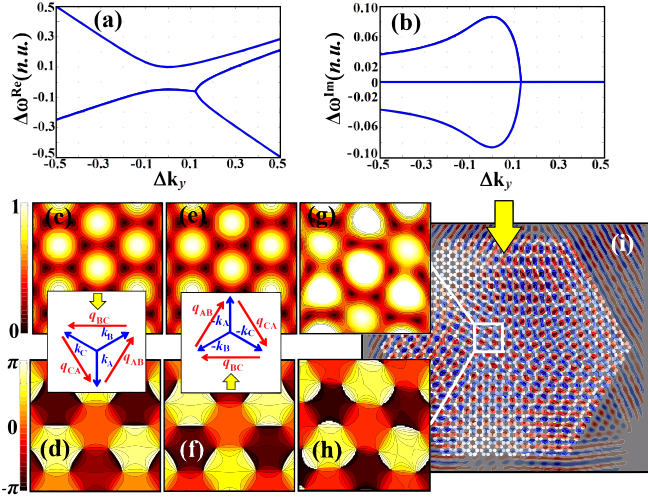 (a)
Δω^Re(n.u.)
0.5
0.3
0.1
-0.1
-0.3
0.5
-0.5 -0.3 -0.1 0.1 0.3 0.5
Δk_y
(b)
Δω^Im(n.u.)
0.10
0.06
0.02
0
-0.02
-0.06
-0.10
-0.5 -0.3 -0.1 0.1 0.3 0.5
Δk_y
1
0
(c)
(e)
(g)
(i)
q_BC
k_B
k_C
k_A
q_CA
q_AB
q_AB
-k_A
q_CA
-k_C
-k_B
q_BC
π
0
-π
(d)
(f)
(h)